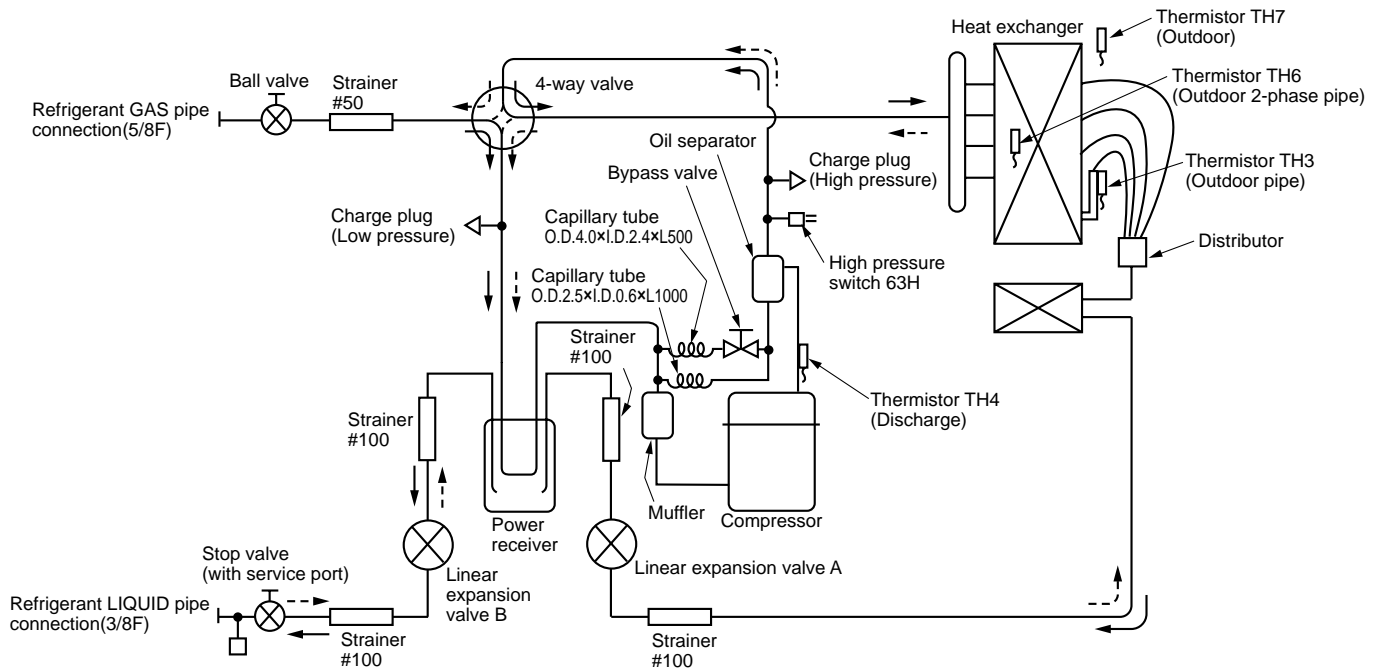 Heat exchanger
Thermistor TH7
(Outdoor)
Ball valve
Strainer
#50
4-way valve
Thermistor TH6
(Outdoor 2-phase pipe)
Refrigerant GAS pipe
connection(5/8F)
Oil separator
Charge plug
(High pressure)
Bypass valve
Thermistor TH3
(Outdoor pipe)
Charge plug
(Low pressure)
Capillary tube
O.D.4.0×I.D.2.4×L500
Distributor
High pressure
switch 63H
Capillary tube
O.D.2.5×I.D.0.6×L1000
Strainer
#100
Thermistor TH4
(Discharge)
Strainer
#100
Muffler
Compressor
Power
receiver
Stop valve
(with service port)
Linear
expansion
valve B
Linear expansion valve A
Refrigerant LIQUID pipe
connection(3/8F)
Strainer
#100
Strainer
#100